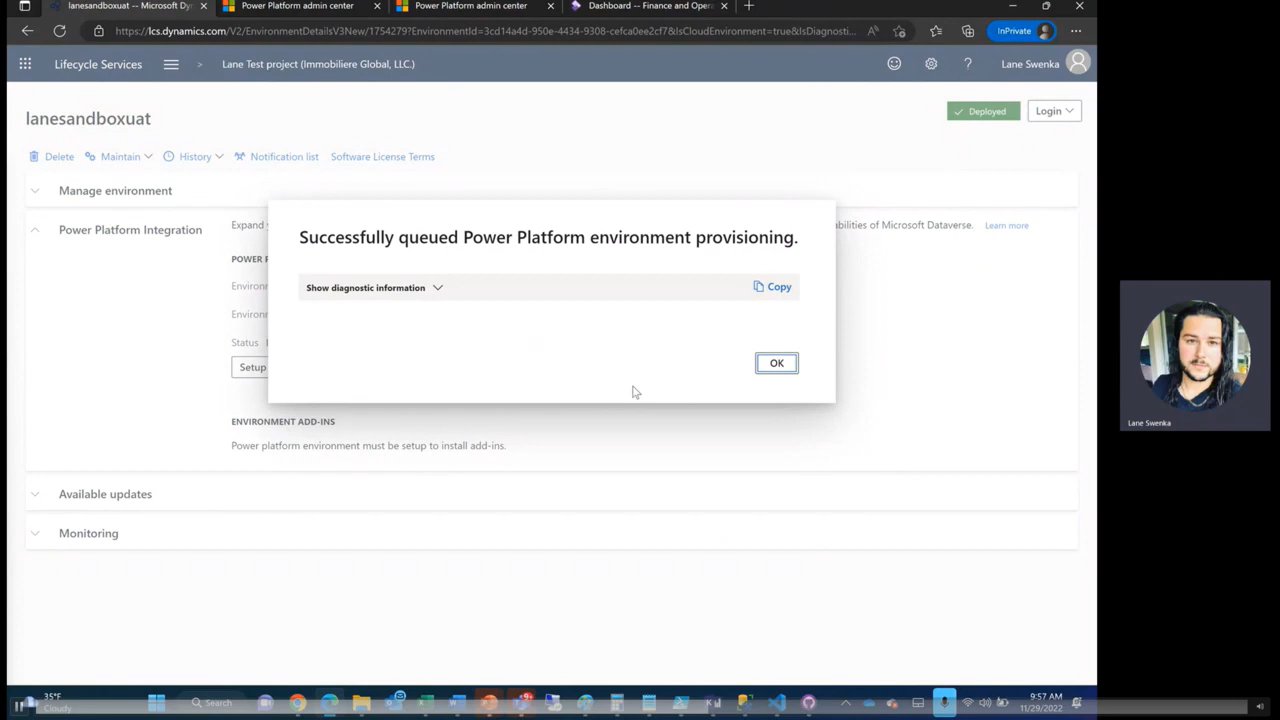 lanesandboxuat -- Microsoft Dyn
Power Platform admin center
Power Platform admin center
Dashboard -- Finance and Opera
https://lcs.dynamics.com/V2/EnvironmentDetailsV3New/1754279?EnvironmentId=3cd14a4d-950e-4434-9308-cefca0ee2cf7&IsCloudEnvironment=true&IsDiagnosti...
InPrivate
Lifecycle Services
>
Lane Test project (Immobiliere Global, LLC.)
?
Lane Swenka
lanesandboxuat
Deployed
Login
Delete
Maintain
History
Notification list
Software License Terms
Manage environment
Power Platform Integration
Expand
bilities of Microsoft Dataverse.
Learn more
POWER
Environ
Environ
Status
Setup
Successfully queued Power Platform environment provisioning.
Show diagnostic information
Copy
OK
ENVIRONMENT ADD-INS
Power platform environment must be setup to install add-ins.
Available updates
Monitoring
Lane Swenka
35°F
Cloudy
Search
9:57 AM
11/29/2022